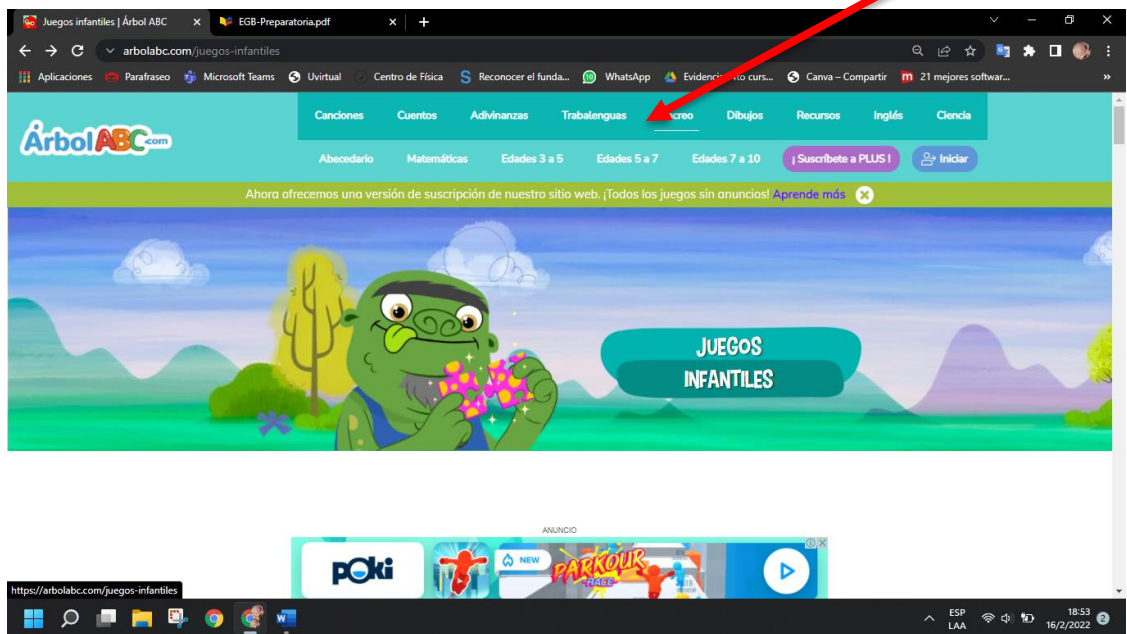 Juegos infantiles | Árbol ABC
EGB-Preparatoria.pdf
arbolabc.com/juegos-infantiles
Aplicaciones Parafraseo Microsoft Teams Uvirtual Centro de Física Reconocer el funda... WhatsApp curs... Canva – Compartir 21 mejores softwar... »
Canciones Cuentos Adivinanzas Trabalenguas Dibujos Recursos Inglés Ciencia
ÁrbolABC.com
Abecedario Matemáticas Edades 3 a 5 Edades 5 a 7 Edades 7 a 10 ¡ Suscríbete a PLUS ! Iniciar
Ahora ofrecemos una versión de suscripción de nuestro sitio web. ¡Todos los juegos sin anuncios! Aprende más
JUEGOS
INFANTILES
ANUNCIO
poki NEW PARKOUR
RACE
https://arbolabc.com/juegos-infantiles
ESP 18:53
LAA 16/2/2022 2